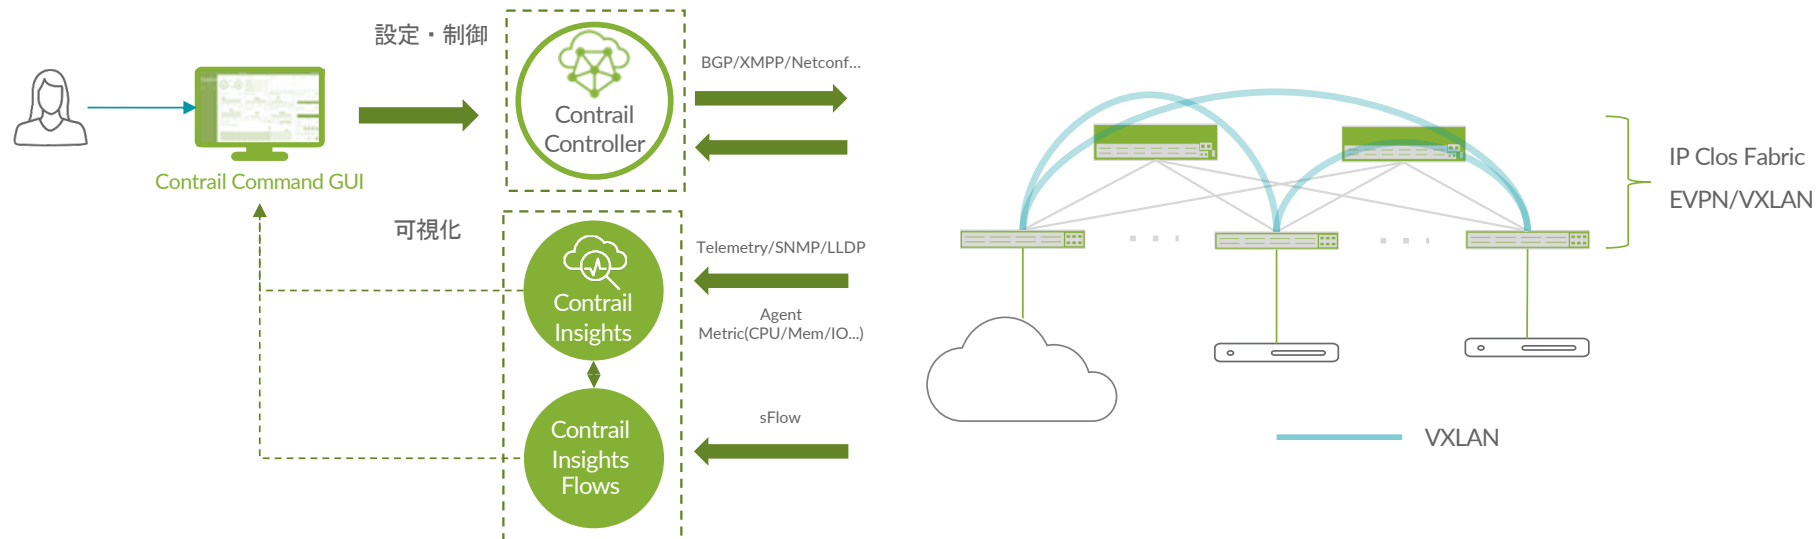 設定・制御
BGP/XMPP/Netconf...
Contrail
Controller
Contrail Command GUI
可視化
Telemetry/SNMP/LLDP
Contrail
Insights
Agent
Metric(CPU/Mem/IO...)
sFlow
Contrail
Insights
Flows
IP Clos Fabric
EVPN/VXLAN
VXLAN